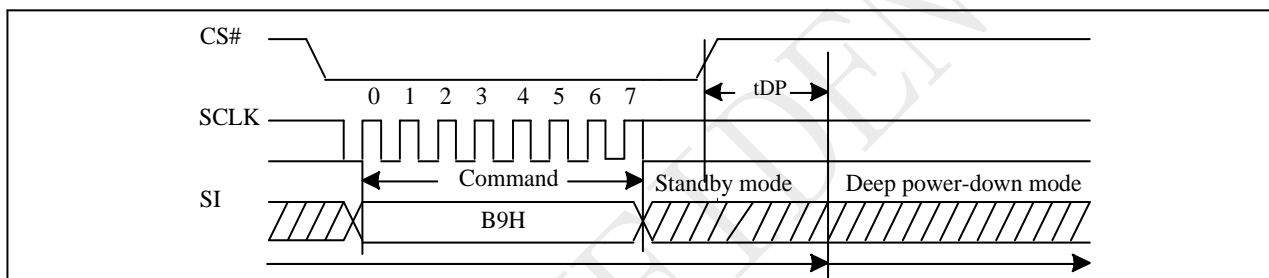 CS#
tDP
0 1 2 3 4 5 6 7
SCLK
Command
Standby mode
Deep power-down mode
SI
B9H